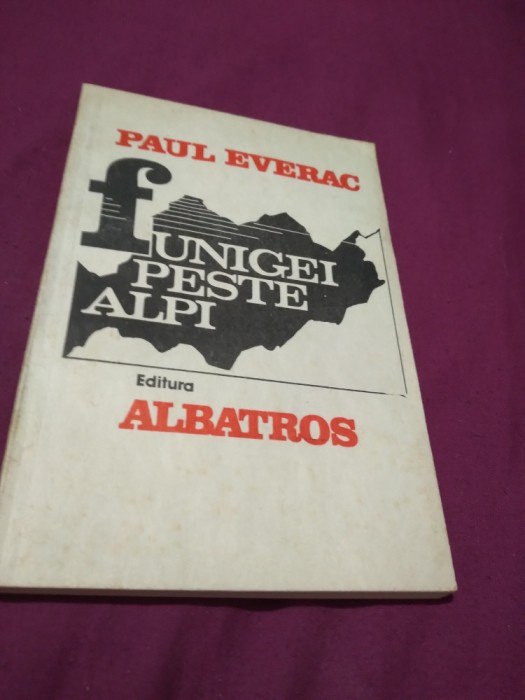 PAUL EVERAC
fUNIGEI
PESTE
ALPI
Editura
ALBATROS